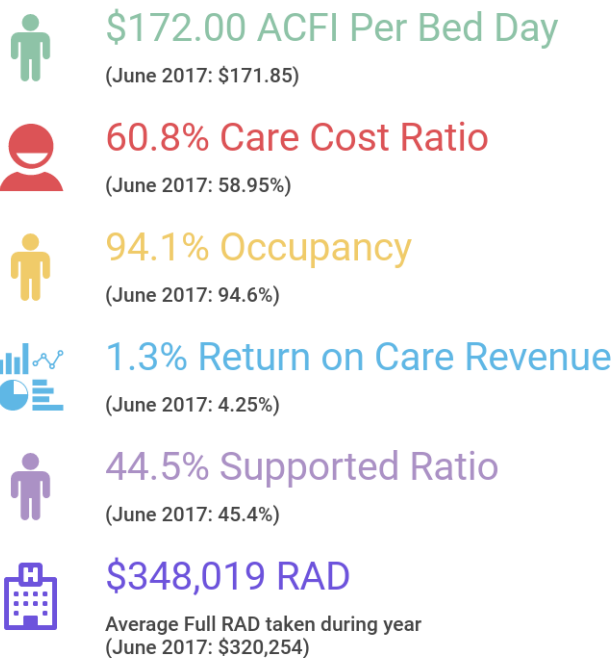 $172.00 ACFI Per Bed Day
(June 2017: $171.85)
60.8% Care Cost Ratio
(June 2017: 58.95%)
94.1% Occupancy
(June 2017: 94.6%)
1.3% Return on Care Revenue
(June 2017: 4.25%)
44.5% Supported Ratio
(June 2017: 45.4%)
H
$348,019 RAD
Average Full RAD taken during year
(June 2017: $320,254)